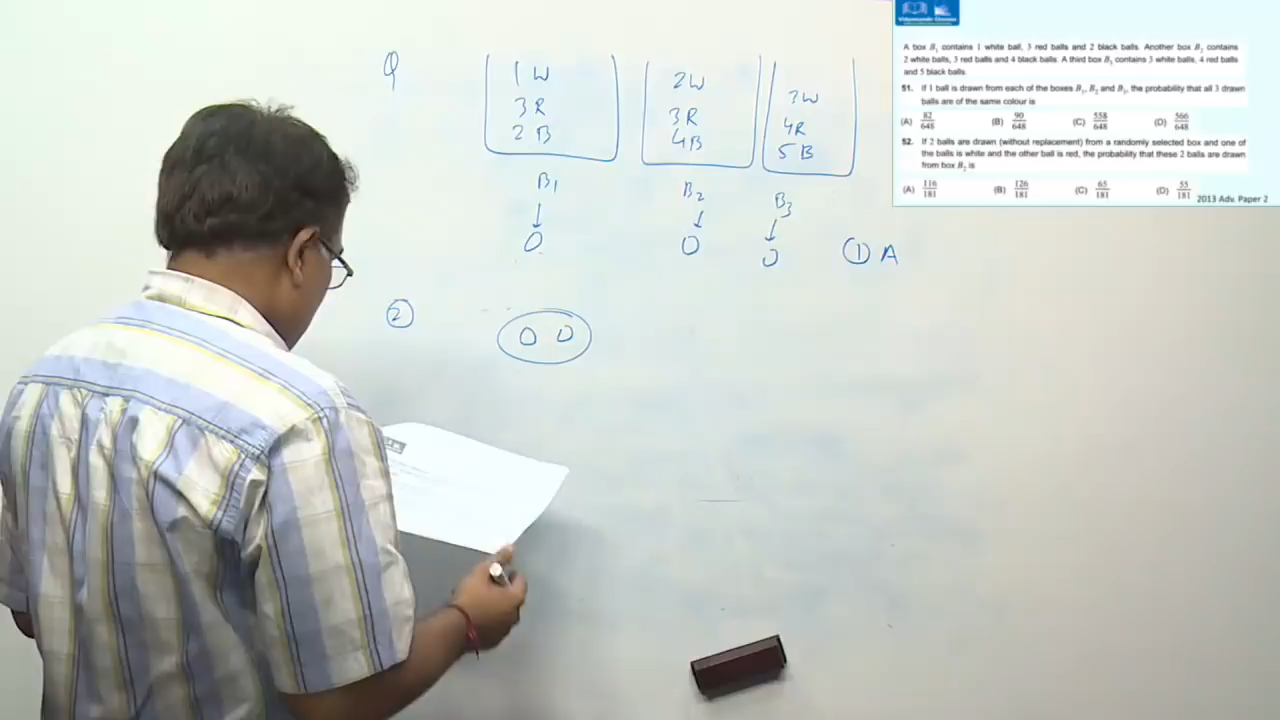 Q
1 W
3 R
2 B
B1
O
2W
3R
4B
B2
O
3W
4R
5B
B3
O
① A
②
O O
Vidyamandir Classes
A box B1 contains 1 white ball, 3 red balls and 2 black balls. Another box B2 contains
2 white balls, 3 red balls and 4 black balls. A third box B3 contains 3 white balls, 4 red balls
and 5 black balls.
51. If 1 ball is drawn from each of the boxes B1, B2 and B3, the probability that all 3 drawn
balls are of the same colour is
(A) 82/648 (B) 90/648 (C) 558/648 (D) 566/648
52. If 2 balls are drawn (without replacement) from a randomly selected box and one of
the balls is white and the other ball is red, the probability that these 2 balls are drawn
from box B2 is
(A) 116/181 (B) 126/181 (C) 65/181 (D) 55/181
2013 Adv. Paper 2